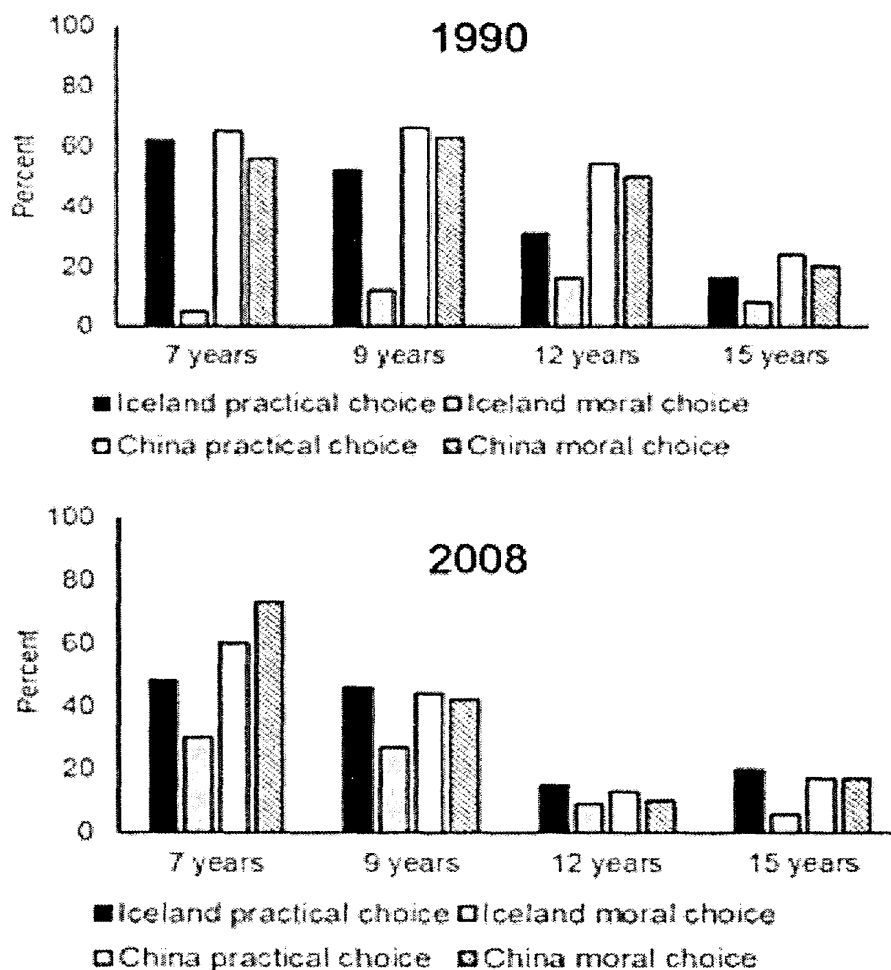 100
1990
80
60
40
20
0
Percent
7 years 9 years 12 years 15 years
Iceland practical choice Iceland moral choice
China practical choice China moral choice
100
2008
80
60
40
20
0
Percent
7 years 9 years 12 years 15 years
Iceland practical choice Iceland moral choice
China practical choice China moral choice